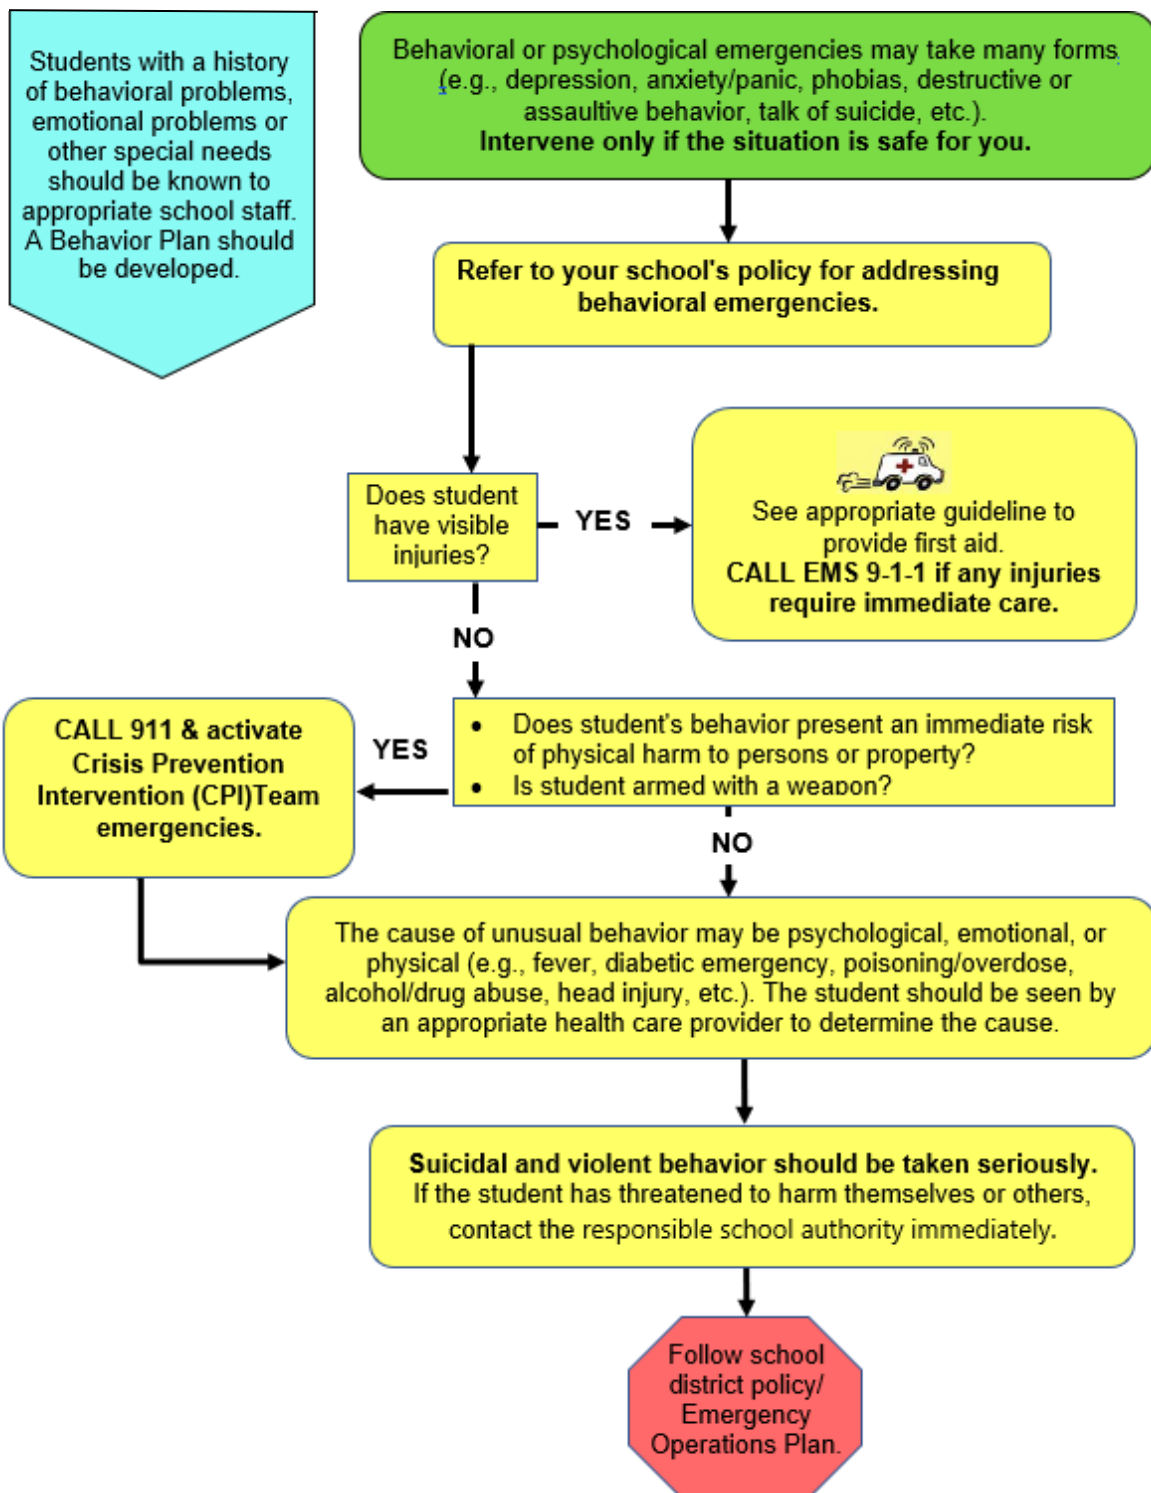 Students with a history
of behavioral problems,
emotional problems or
other special needs
should be known to
appropriate school staff.
A Behavior Plan should
be developed.
Behavioral or psychological emergencies may take many forms
(e.g., depression, anxiety/panic, phobias, destructive or
assaultive behavior, talk of suicide, etc.).
Intervene only if the situation is safe for you.
Refer to your school's policy for addressing
behavioral emergencies.
Does student
have visible
injuries?
YES
See appropriate guideline to
provide first aid.
CALL EMS 9-1-1 if any injuries
require immediate care.
NO
CALL 911 & activate
Crisis Prevention
Intervention (CPI)Team
emergencies.
YES
• Does student's behavior present an immediate risk
of physical harm to persons or property?
• Is student armed with a weapon?
NO
The cause of unusual behavior may be psychological, emotional, or
physical (e.g., fever, diabetic emergency, poisoning/overdose,
alcohol/drug abuse, head injury, etc.). The student should be seen by
an appropriate health care provider to determine the cause.
Suicidal and violent behavior should be taken seriously.
If the student has threatened to harm themselves or others,
contact the responsible school authority immediately.
Follow school
district policy/
Emergency
Operations Plan.